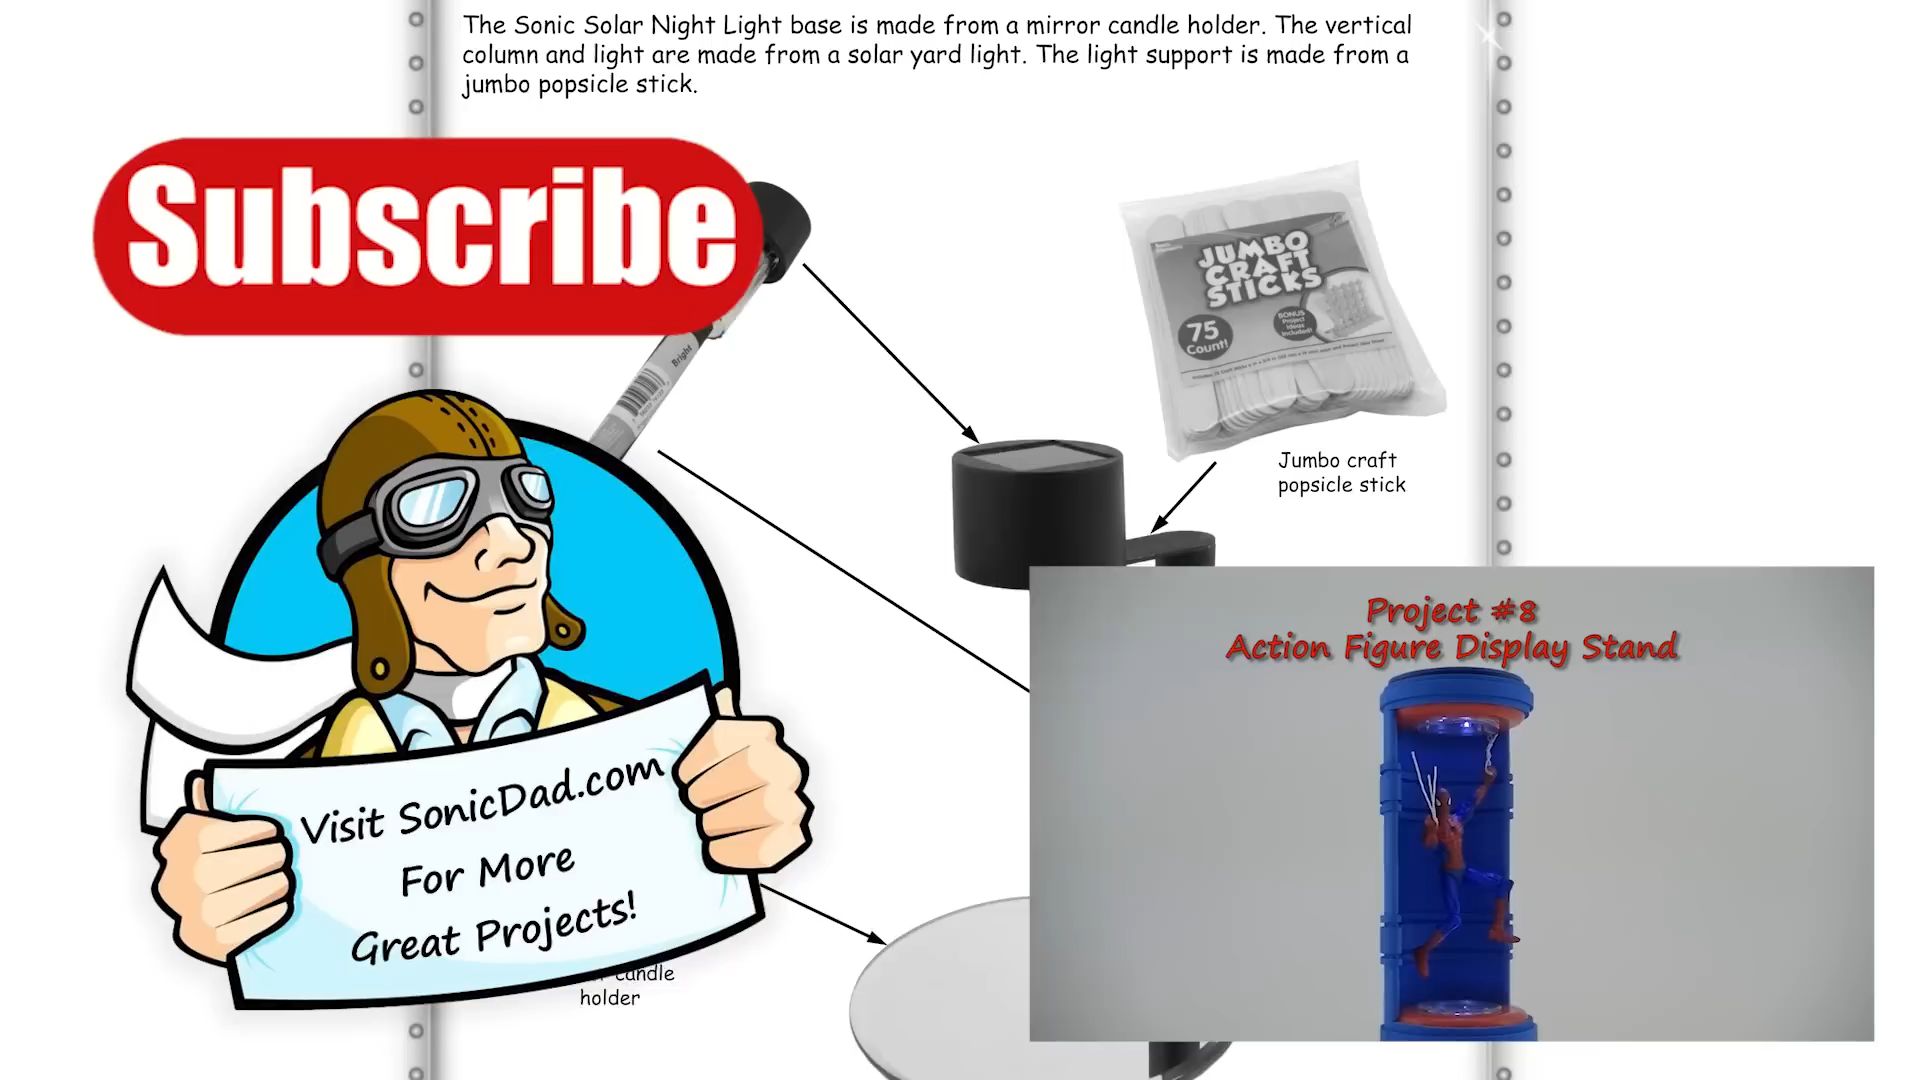 The Sonic Solar Night Light base is made from a mirror candle holder. The vertical
column and light are made from a solar yard light. The light support is made from a
jumbo popsicle stick.
Subscribe
JUMBO
CRAFT
STICKS
75
Count!
BONUS
Project
Ideas
Included!
Bright
Jumbo craft
popsicle stick
Project #8
Action Figure Display Stand
Visit SonicDad.com
For More
Great Projects!
candle
holder